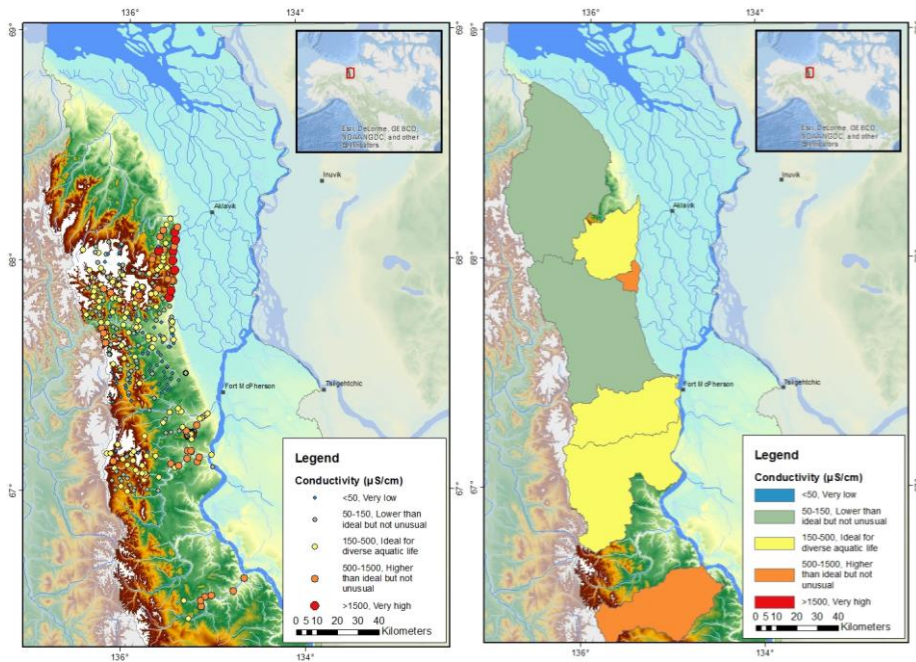 136°
134°
69°
Esri, DeLorme, GEBCO,
NOAANGDC, and other
contributors
Inuvik
Aklavik
68°
Fort McPherson
Tsiigehtchic
67°
Legend
Conductivity (µS/cm)
<50, Very low
50-150, Lower than
ideal but not unusual
150-500, Ideal for
diverse aquatic life
500-1500, Higher
than ideal but not
unusual
>1500, Very high
0 5 10 20 30 40
Kilometers
136°
134°
136°
134°
69°
69°
Esri, DeLorme, GEBCO,
NOAANGDC, and other
contributors
Inuvik
Aklavik
68°
68°
Fort McPherson
Tsiigehtchic
67°
67°
Legend
Conductivity (µS/cm)
<50, Very low
50-150, Lower than
ideal but not unusual
150-500, Ideal for
diverse aquatic life
500-1500, Higher
than ideal but not
unusual
>1500, Very high
0 5 10 20 30 40
Kilometers
136°
134°